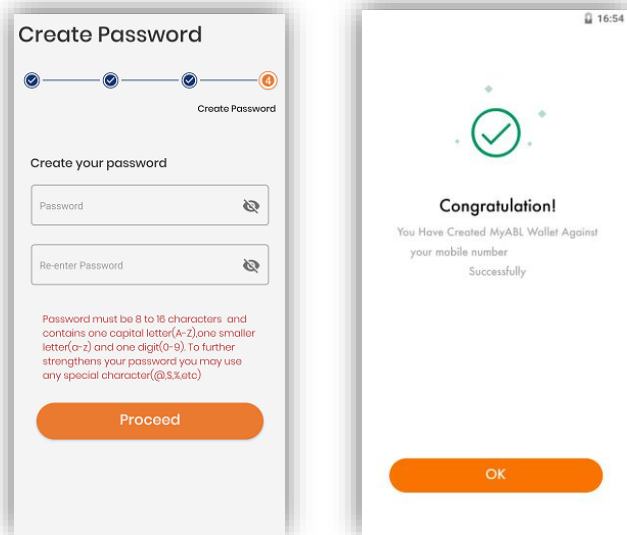 Create Password
4
Create Password
Create your password
Password
Re-enter Password
Password must be 8 to 16 characters and
contains one capital letter(A-Z),one smaller
letter(a-z) and one digit(0-9). To further
strengthens your password you may use
any special character(@,$,%,etc)
Proceed
16:54
Congratulation!
You Have Created MyABL Wallet Against
your mobile number
Successfully
OK